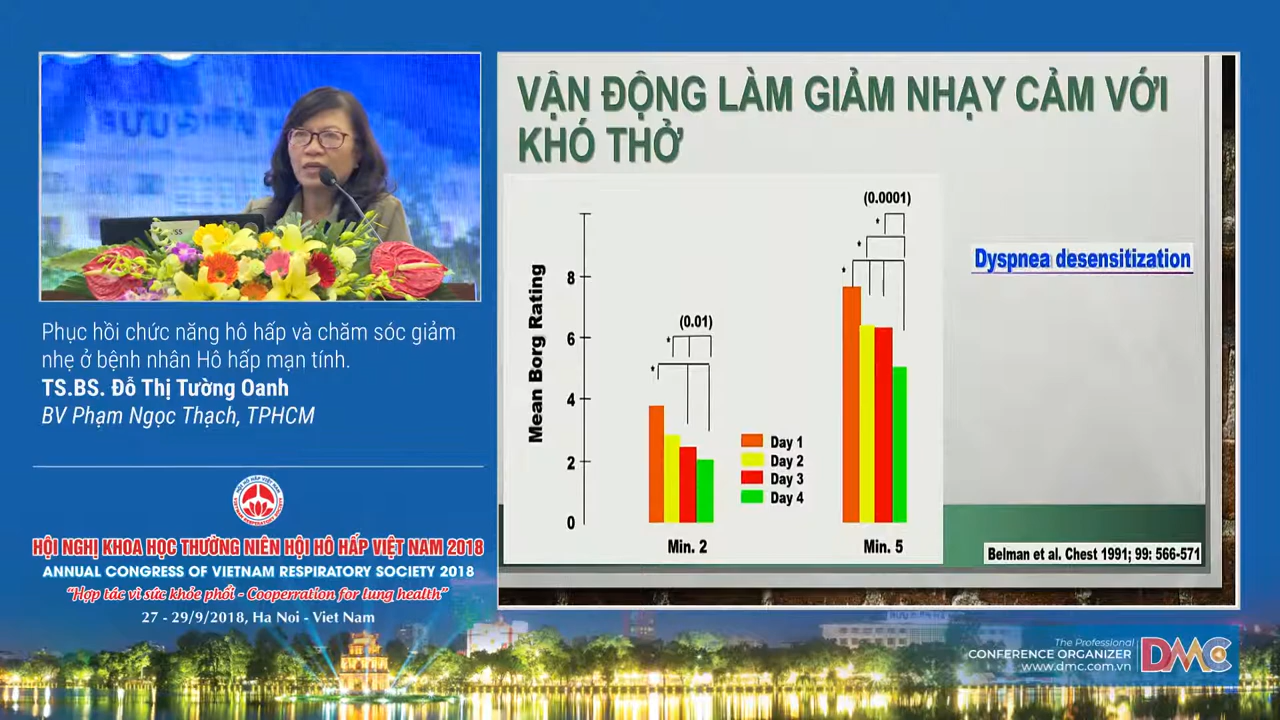 VẬN ĐỘNG LÀM GIẢM NHẠY CẢM VỚI
KHÓ THỞ
Mean Borg Rating
8
6
4
2
0
(0.01)
*
*
(0.0001)
*
*
*
Day 1
Day 2
Day 3
Day 4
Min. 2
Min. 5
Dyspnea desensitization
Belman et al. Chest 1991; 99: 566-571
Phục hồi chức năng hô hấp và chăm sóc giảm
nhẹ ở bệnh nhân Hô hấp mạn tính.
TS.BS. Đỗ Thị Tường Oanh
BV Phạm Ngọc Thạch, TPHCM
HỘI NGHỊ KHOA HỌC THƯỜNG NIÊN HỘI HÔ HẤP VIỆT NAM 2018
ANNUAL CONGRESS OF VIETNAM RESPIRATORY SOCIETY 2018
“Hợp tác vì sức khỏe phổi - Cooperration for lung health”
27 - 29/9/2018, Ha Noi - Viet Nam
The Professional
CONFERENCE ORGANIZER
www.dmc.com.vn
DMC